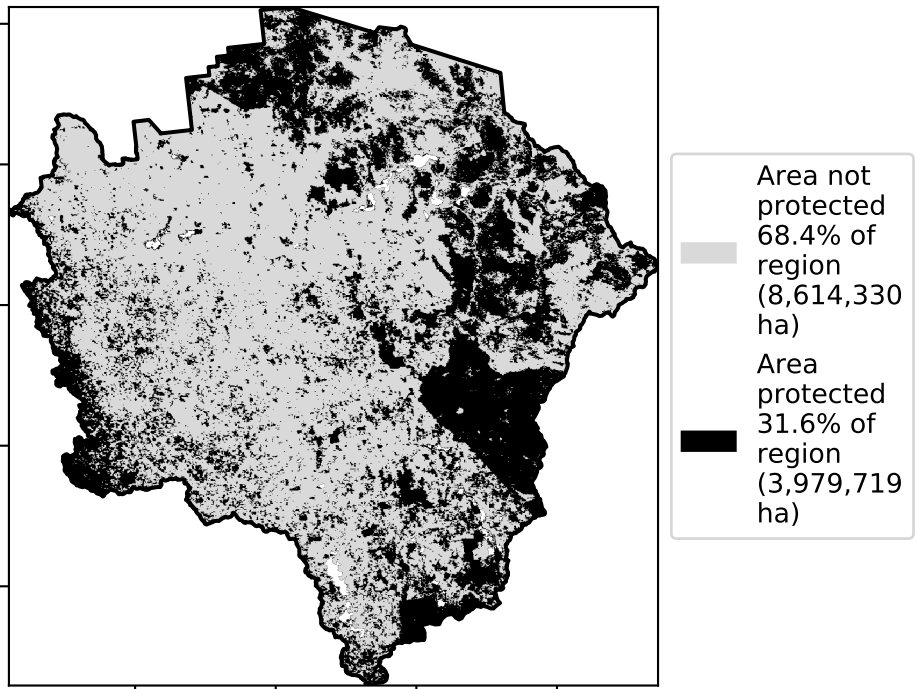 Area not
protected
68.4% of
region
(8,614,330
ha)
Area
protected
31.6% of
region
(3,979,719
ha)